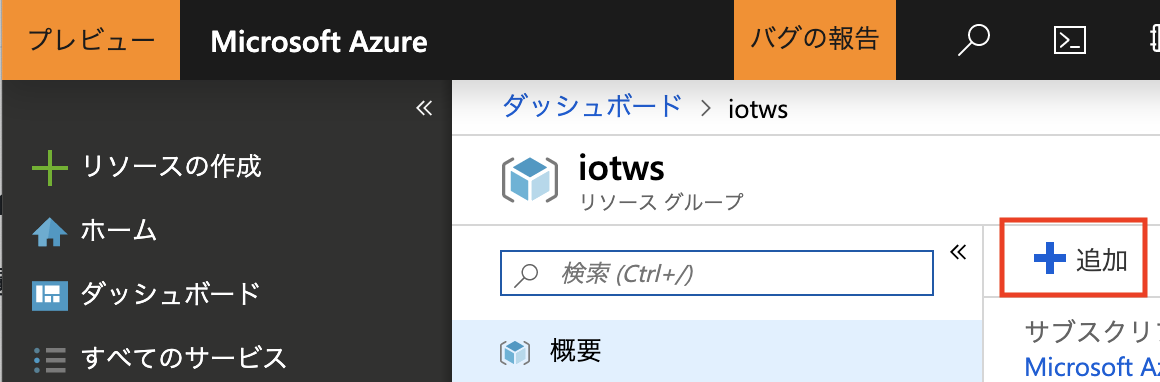 プレビュー
Microsoft Azure
バグの報告
ダッシュボード > iotws
リソースの作成
ホーム
ダッシュボード
すべてのサービス
iotws
リソース グループ
検索 (Ctrl+/)
追加
概要
サブスクリ
Microsoft Az